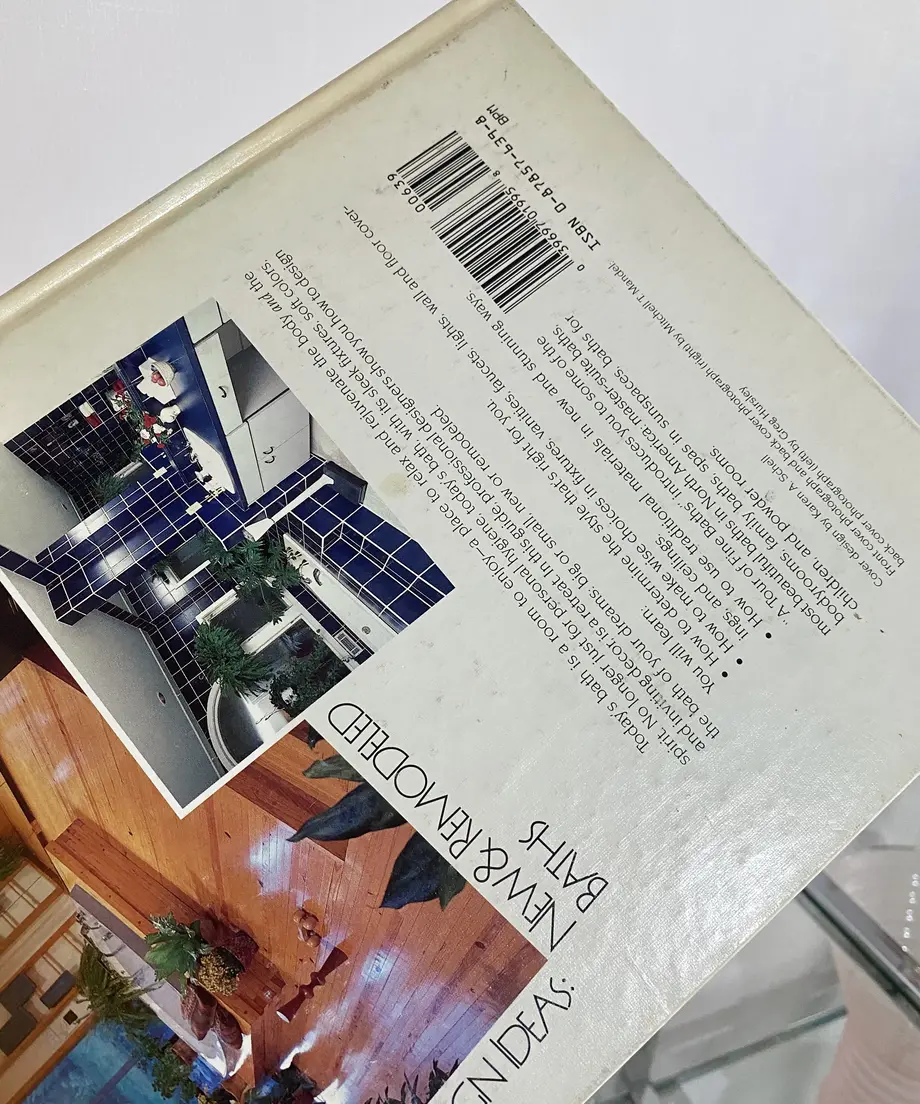 GN IDEAS:
NEW & REMODELED
BATHS
Today's bath is a room to enjoy—a place to relax and rejuvenate the body and the
spirit. No longer just for personal hygiene, today's bath, with its sleek fixtures, soft colors,
and inviting decor is a retreat. In this guide, professional designers show you how to design
the bath of your dreams: big or small, new or remodeled.
You will learn:
• How to determine the style that's right for you
• How to make wise choices in fixtures, vanities, faucets, lights, wall and floor cover-
ings, and ceilings
• How to use traditional materials in new and stunning ways
"A Tour of Fine Baths" introduces you to some of the
most beautiful baths in North America: master-suite baths
bodyrooms, family baths, spas in sunspaces, baths for
children, and powder rooms.
Cover design by Karen A Schell
Front cover photograph and back cover photograph (right) by Mitchell T Mandel,
back cover photograph (left) by Greg Hursley
0 39697 01995 8
00639
ISBN 0-87857-639-8
BPM